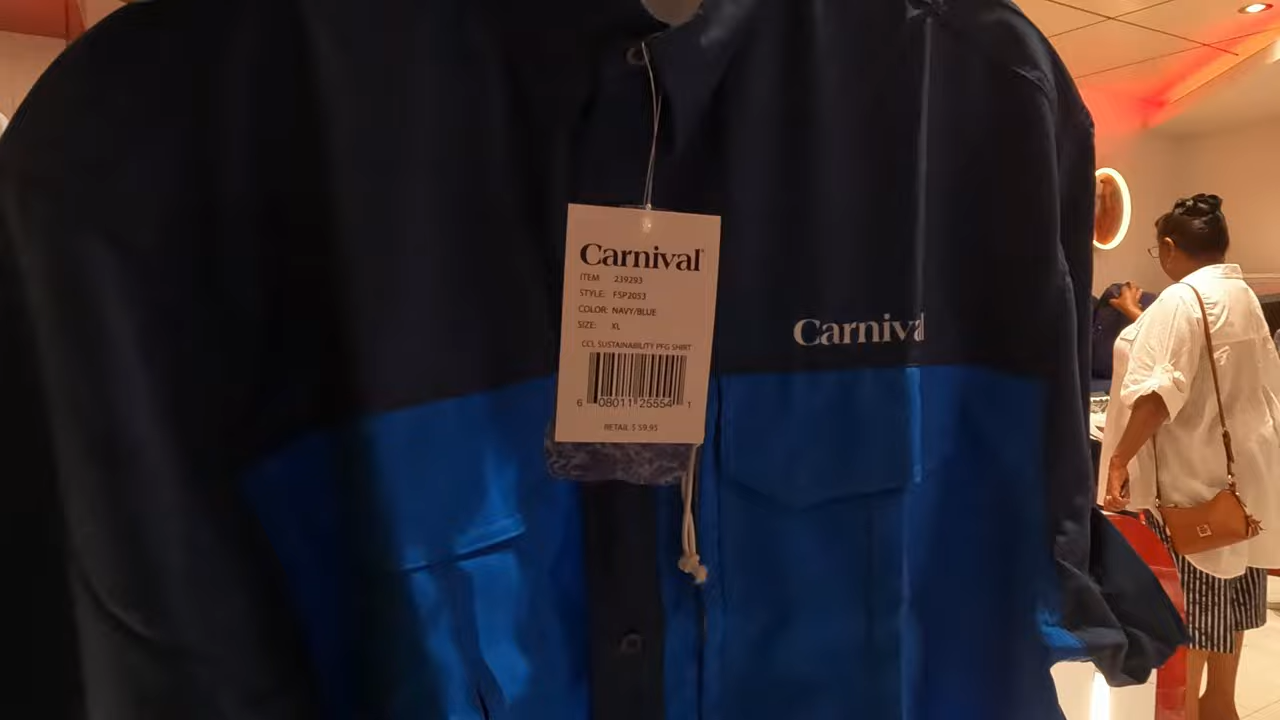 Carnival
ITEM: 239293
STYLE: FSP2053
COLOR: NAVY/BLUE
SIZE: XL
CCL SUSTAINABILITY PFG SHIRT
6 08011 25554 1
RETAIL $ 59.95
Carnival